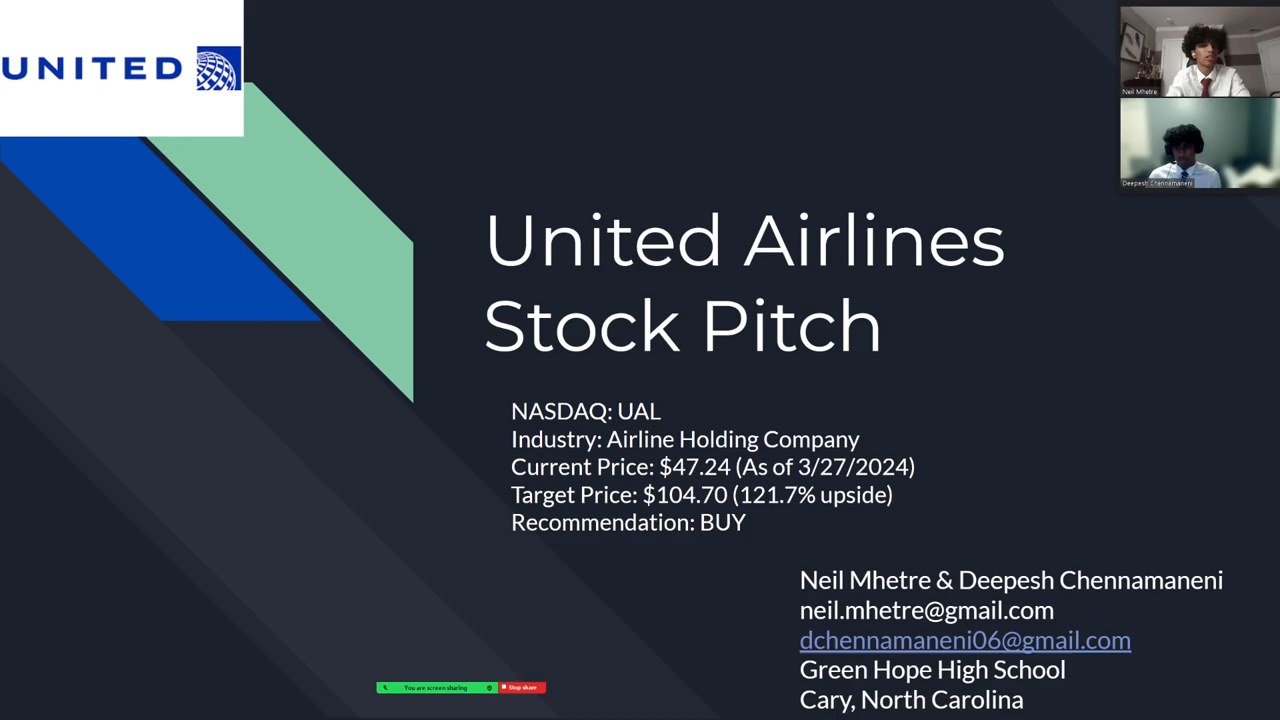 UNITED
Neil Mhetre
Deepesh Chennamaneni
United Airlines
Stock Pitch
NASDAQ: UAL
Industry: Airline Holding Company
Current Price: $47.24 (As of 3/27/2024)
Target Price: $104.70 (121.7% upside)
Recommendation: BUY
Neil Mhetre & Deepesh Chennamaneni
neil.mhetre@gmail.com
dchennamaneni06@gmail.com
Green Hope High School
Cary, North Carolina
You are screen sharing
Stop share